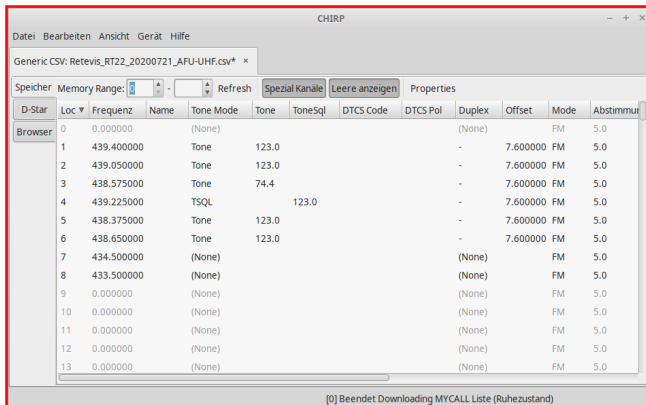 CHIRP
Datei Bearbeiten Ansicht Gerät Hilfe
Generic CSV: Retevis_RT22_20200721_AFU-UHF.csv* ×
Speicher Memory Range: 0 - Refresh Spezial Kanäle Leere anzeigen Properties
D-Star
Browser
Loc Frequenz Name Tone Mode Tone ToneSql DTCS Code DTCS Pol Duplex Offset Mode Abstimmun
0 0.000000 (None) (None) FM 5.0
1 439.400000 Tone 123.0 - 7.600000 FM 5.0
2 439.050000 Tone 123.0 - 7.600000 FM 5.0
3 438.575000 Tone 74.4 - 7.600000 FM 5.0
4 439.225000 TSQL 123.0 - 7.600000 FM 5.0
5 438.375000 Tone 123.0 - 7.600000 FM 5.0
6 438.650000 Tone 123.0 - 7.600000 FM 5.0
7 434.500000 (None) (None) FM 5.0
8 433.500000 (None) (None) FM 5.0
9 0.000000 (None) (None) FM 5.0
10 0.000000 (None) (None) FM 5.0
11 0.000000 (None) (None) FM 5.0
12 0.000000 (None) (None) FM 5.0
13 0.000000 (None) (None) FM 5.0
[0] Beendet Downloading MYCALL Liste (Ruhezustand)